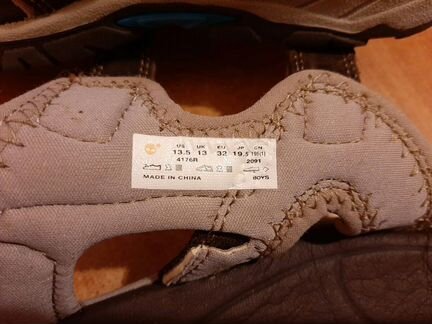 US UK EU JP CN
13.5 13 32 19.5 195(1)
4176R 2091
MADE IN CHINA BOYS